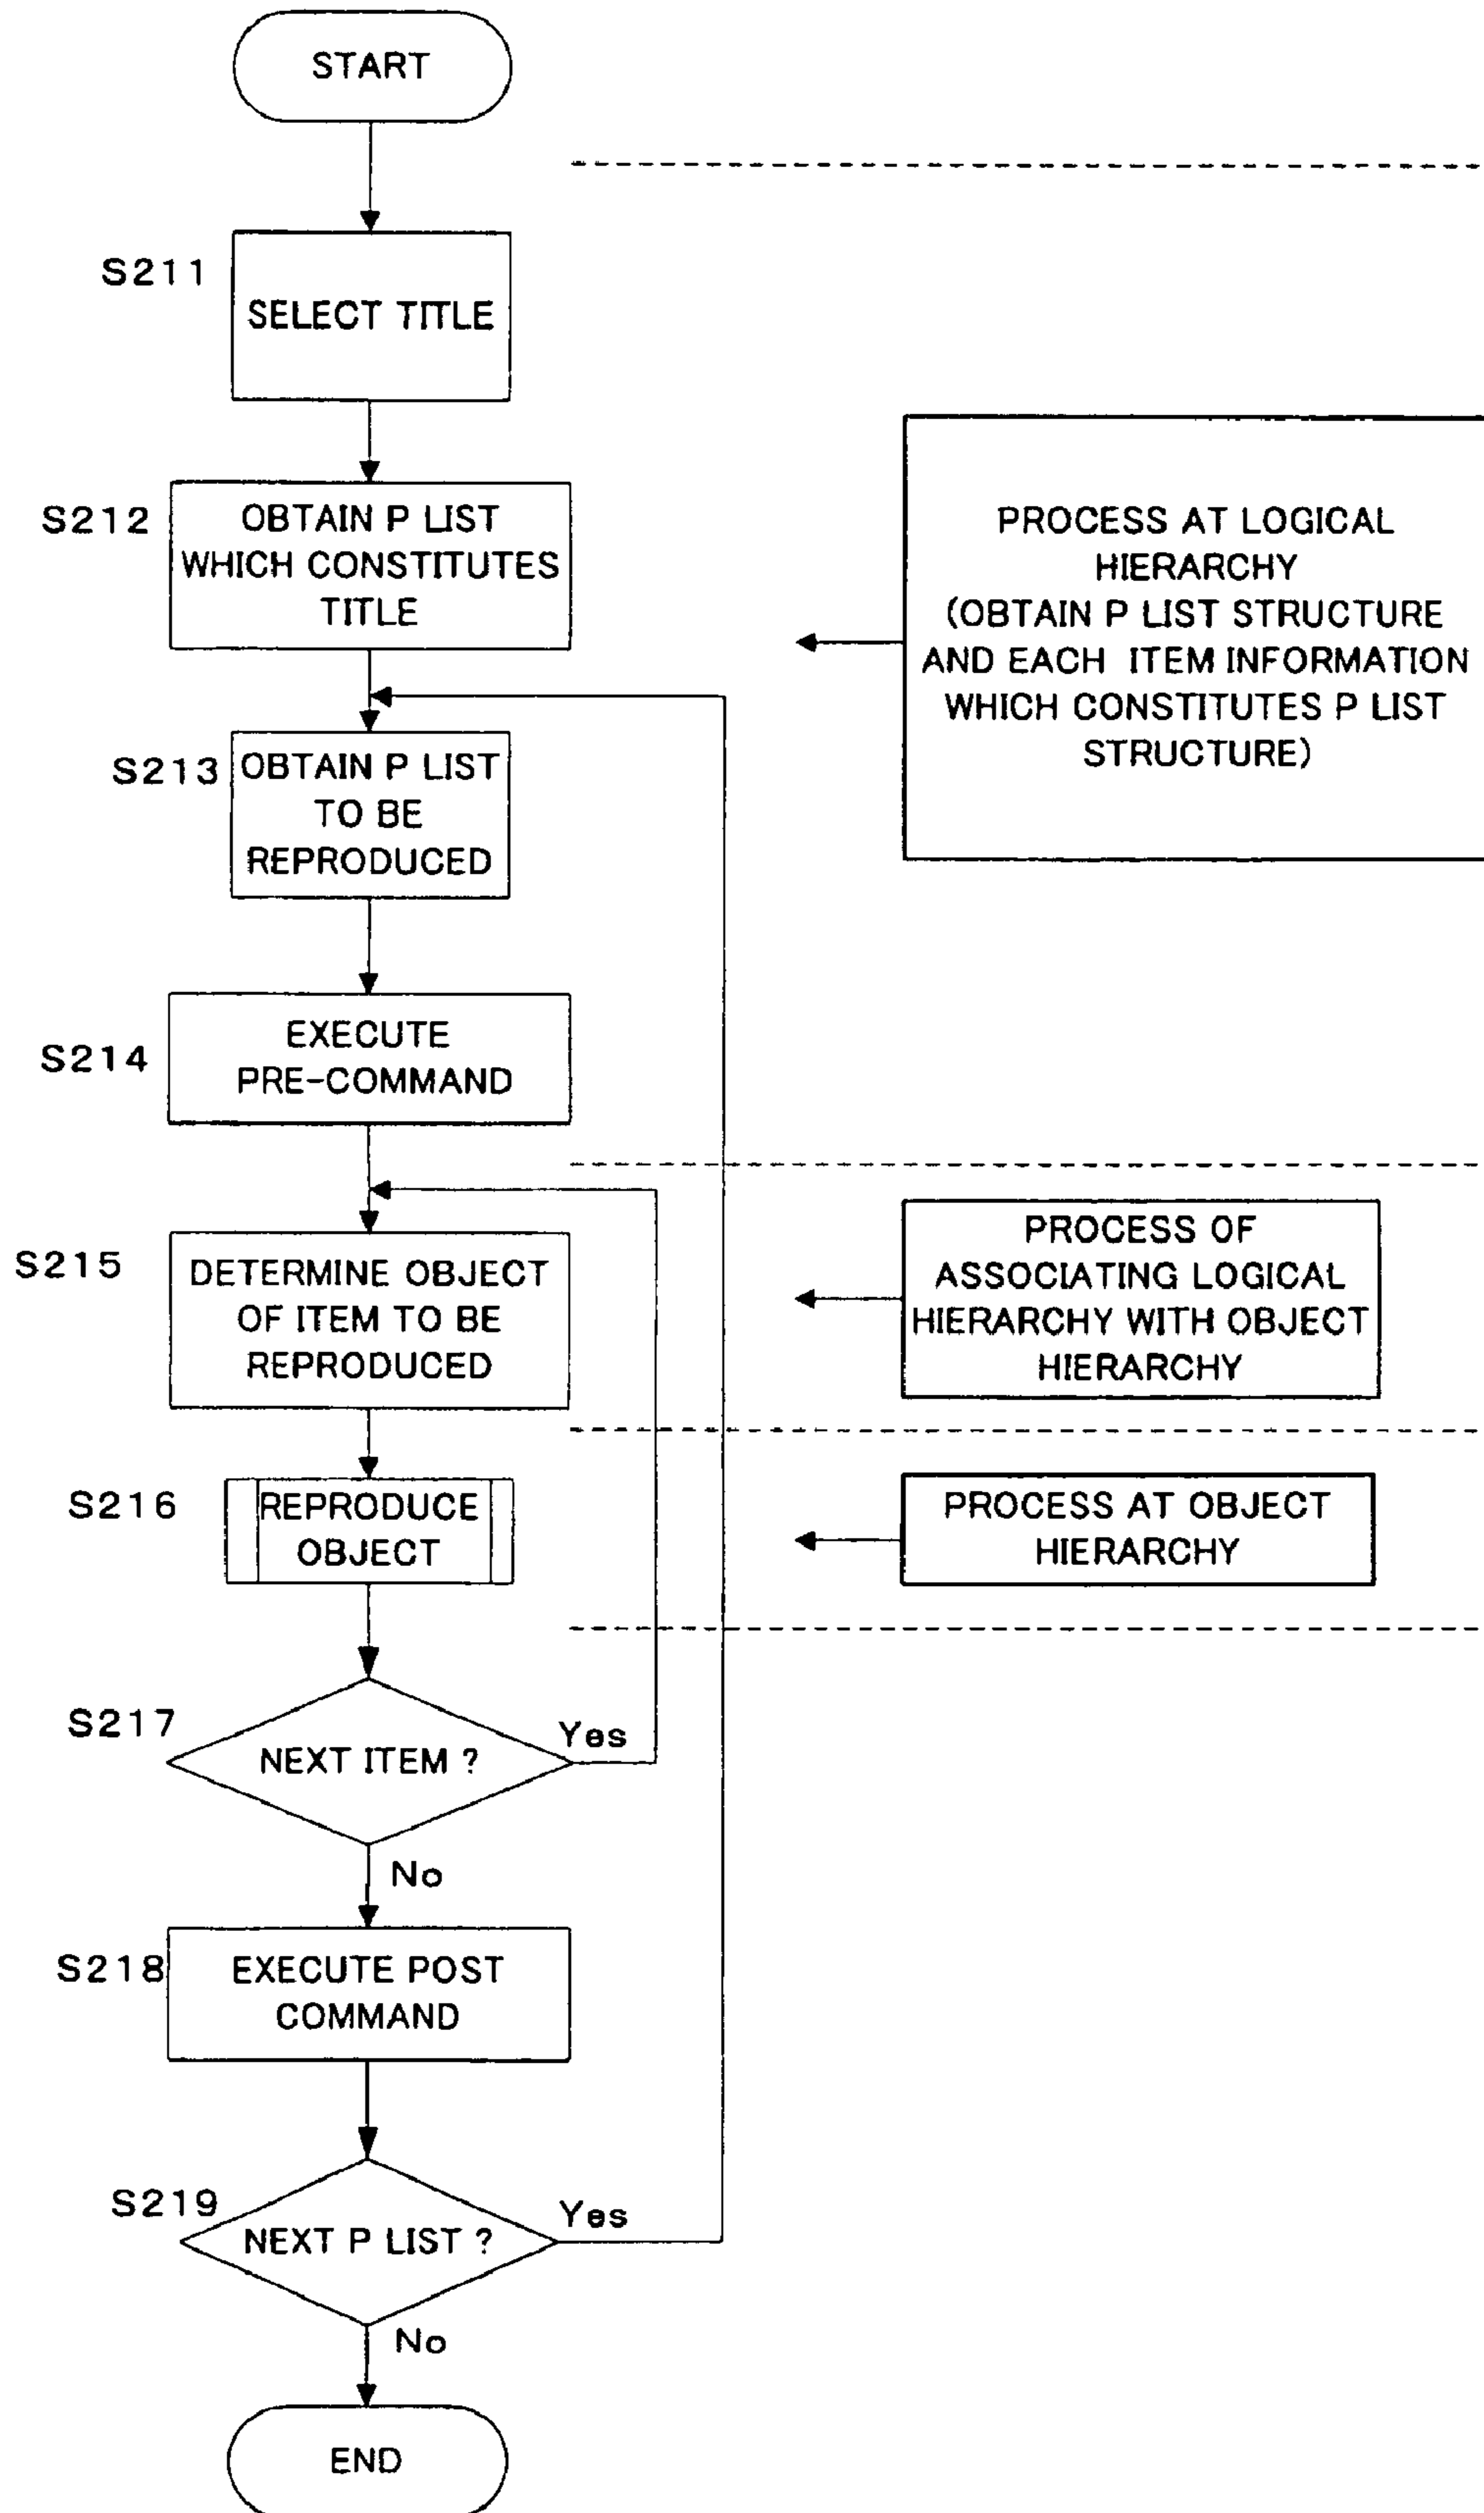 START
S211
SELECT TITLE
S212
OBTAIN P LIST
WHICH CONSTITUTES
TITLE
PROCESS AT LOGICAL
HIERARCHY
(OBTAIN P LIST STRUCTURE
AND EACH ITEM INFORMATION
WHICH CONSTITUTES P LIST
STRUCTURE)
S213
OBTAIN P LIST
TO BE
REPRODUCED
S214
EXECUTE
PRE-COMMAND
S215
DETERMINE OBJECT
OF ITEM TO BE
REPRODUCED
PROCESS OF
ASSOCIATING LOGICAL
HIERARCHY WITH OBJECT
HIERARCHY
S216
REPRODUCE
OBJECT
PROCESS AT OBJECT
HIERARCHY
S217
NEXT ITEM ?
Yes
No
S218
EXECUTE POST
COMMAND
S219
NEXT P LIST ?
Yes
No
END